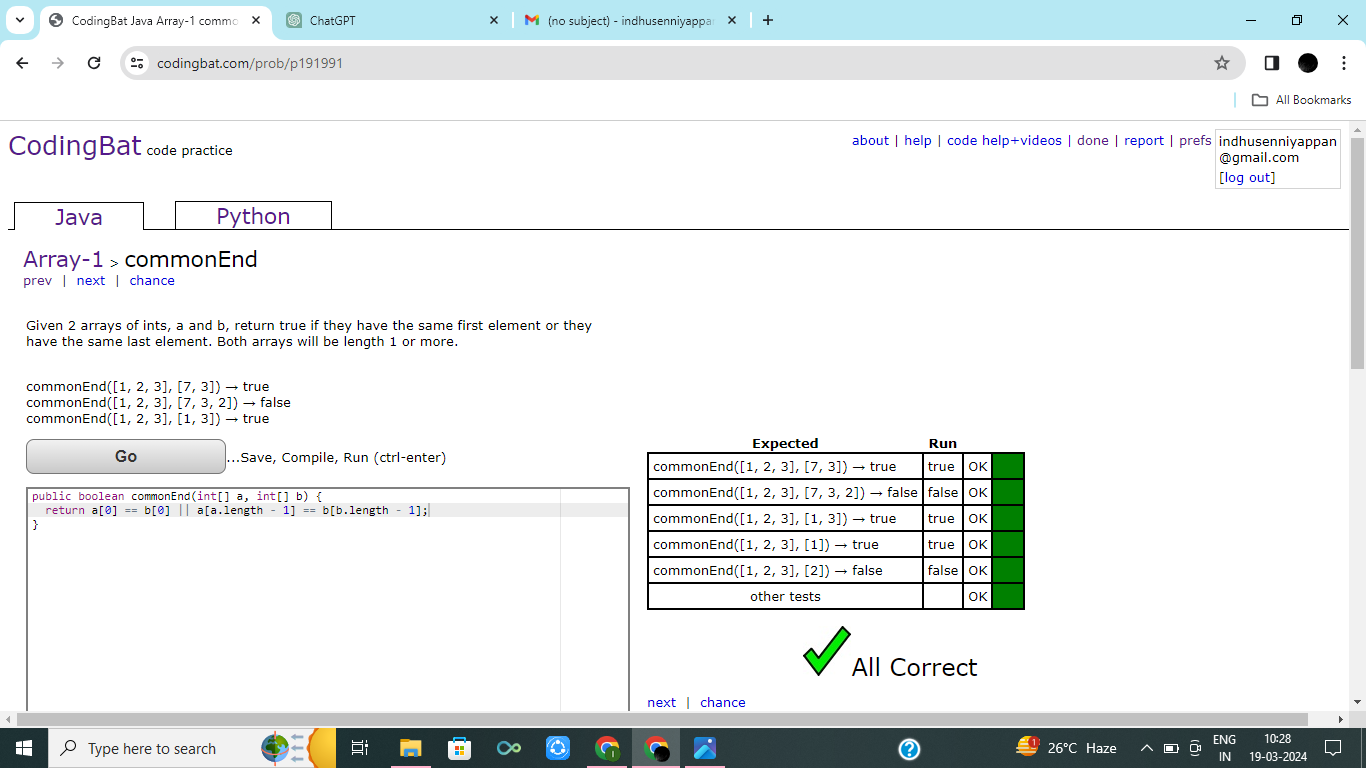 CodingBat Java Array-1 commo
ChatGPT
(no subject) - indhusenniyappa
codingbat.com/prob/p191991
All Bookmarks
CodingBat code practice
about | help | code help+videos | done | report | prefs
indhusenniyappan
@gmail.com
[log out]
Java
Python
Array-1 > commonEnd
prev | next | chance
Given 2 arrays of ints, a and b, return true if they have the same first element or they
have the same last element. Both arrays will be length 1 or more.
commonEnd([1, 2, 3], [7, 3]) → true
commonEnd([1, 2, 3], [7, 3, 2]) → false
commonEnd([1, 2, 3], [1, 3]) → true
Go ...Save, Compile, Run (ctrl-enter)
public boolean commonEnd(int[] a, int[] b) {
return a[0] == b[0] || a[a.length - 1] == b[b.length - 1];
}
Expected Run
commonEnd([1, 2, 3], [7, 3]) → true true OK
commonEnd([1, 2, 3], [7, 3, 2]) → false false OK
commonEnd([1, 2, 3], [1, 3]) → true true OK
commonEnd([1, 2, 3], [1]) → true true OK
commonEnd([1, 2, 3], [2]) → false false OK
other tests OK
All Correct
next | chance
Type here to search
1
26°C Haze
ENG
IN
10:28
19-03-2024